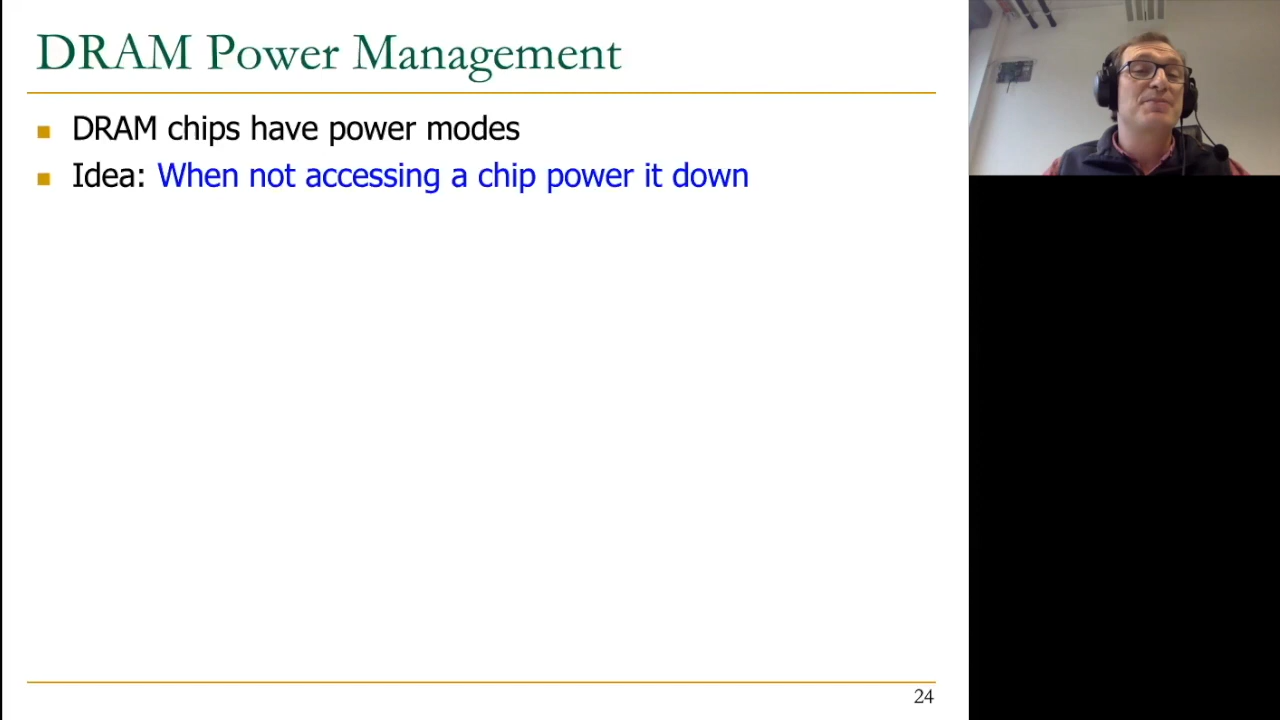 DRAM Power Management
DRAM chips have power modes
Idea: When not accessing a chip power it down
24